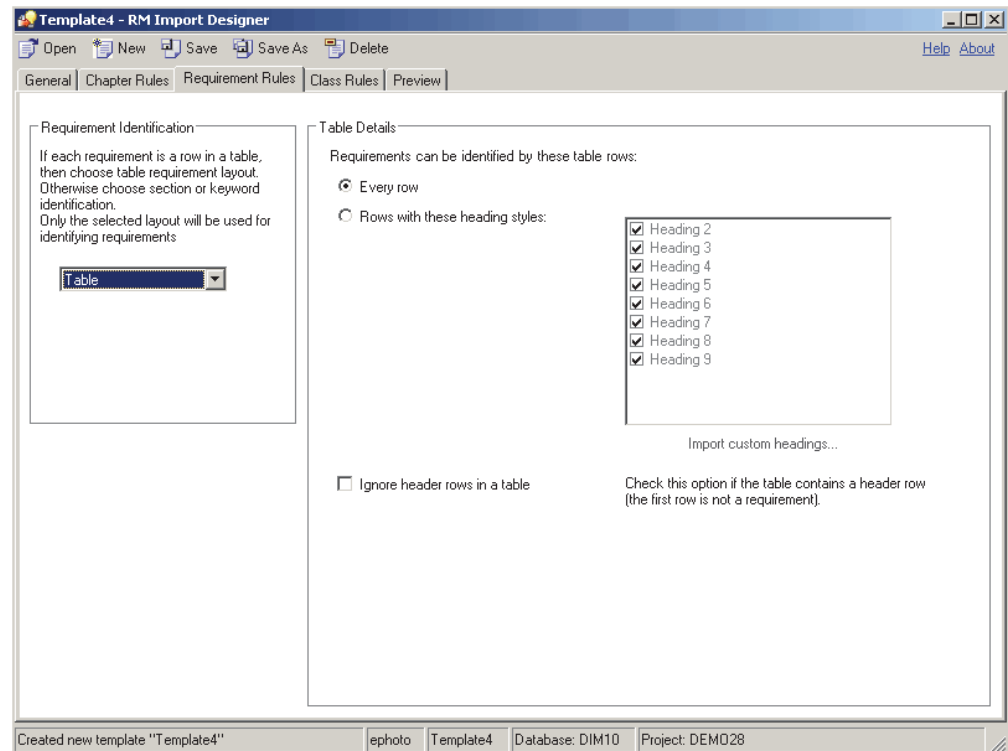 Template4 - RM Import Designer
Open New Save Save As Delete Help About
General Chapter Rules Requirement Rules Class Rules Preview
Requirement Identification
If each requirement is a row in a table,
then choose table requirement layout.
Otherwise choose section or keyword
identification.
Only the selected layout will be used for
identifying requirements
Table
Table Details
Requirements can be identified by these table rows:
Every row
Rows with these heading styles:
Heading 2
Heading 3
Heading 4
Heading 5
Heading 6
Heading 7
Heading 8
Heading 9
Import custom headings...
Ignore header rows in a table
Check this option if the table contains a header row
(the first row is not a requirement).
Created new template "Template4" ephoto Template4 Database: DIM10 Project: DEMO28